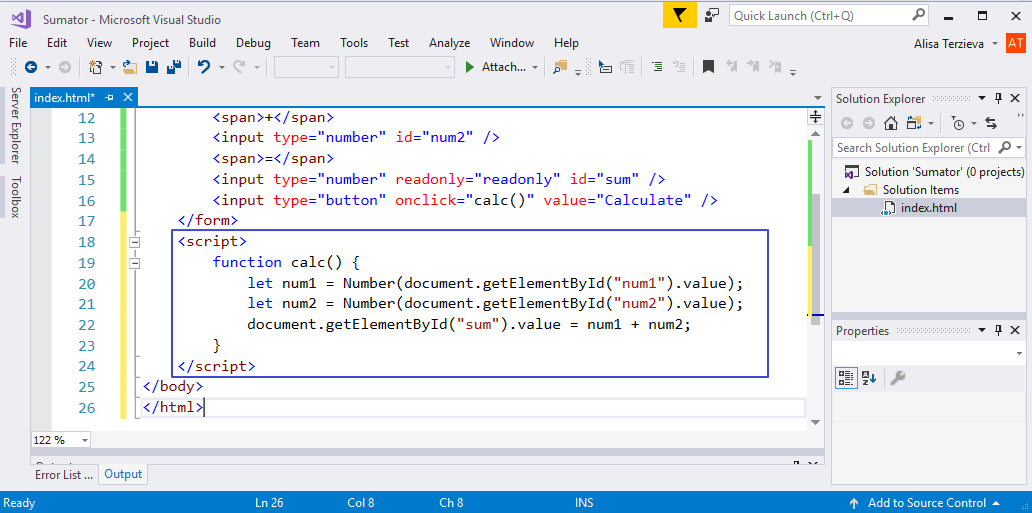 Sumator - Microsoft Visual Studio
Quick Launch (Ctrl+Q)
File Edit View Project Build Debug Team Tools Test Analyze Window Help
Alisa Terzieva AT
Attach...
Server Explorer
Toolbox
index.html*
12 <span>+</span>
13 <input type="number" id="num2" />
14 <span>=</span>
15 <input type="number" readonly="readonly" id="sum" />
16 <input type="button" onclick="calc()" value="Calculate" />
17 </form>
18 <script>
19 function calc() {
20 let num1 = Number(document.getElementById("num1").value);
21 let num2 = Number(document.getElementById("num2").value);
22 document.getElementById("sum").value = num1 + num2;
23 }
24 </script>
25 </body>
26 </html>
122 %
Solution Explorer
Search Solution Explorer (Ctrl
Solution 'Sumator' (0 projects)
Solution Items
index.html
Properties
Error List ... Output
Ready Ln 26 Col 8 Ch 8 INS Add to Source Control